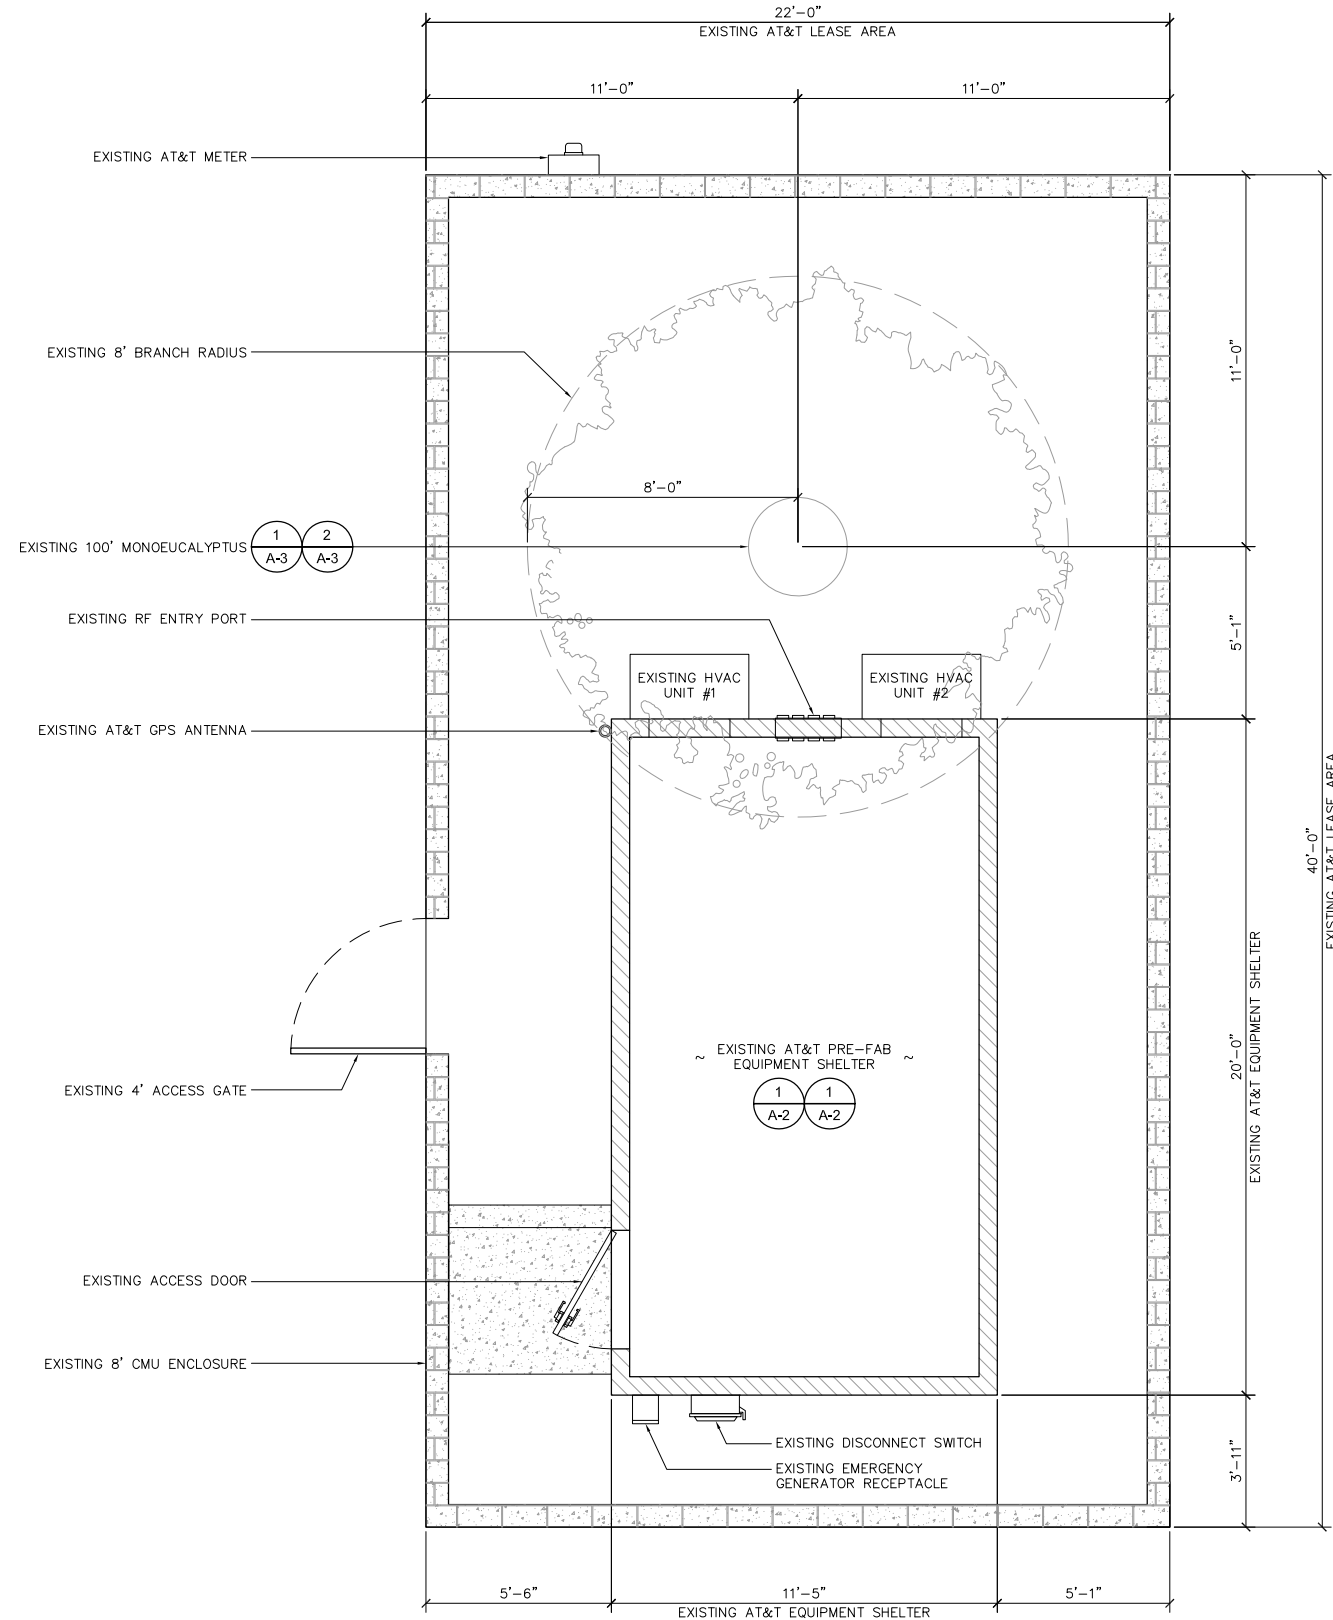 22'-0"
EXISTING AT&T LEASE AREA
11'-0"
11'-0"
EXISTING AT&T METER
EXISTING 8' BRANCH RADIUS
11'-0"
8'-0"
EXISTING 100' MONOEUCALYPTUS
1
A-3
2
A-3
EXISTING RF ENTRY PORT
5'-1"
EXISTING HVAC
UNIT #1
EXISTING HVAC
UNIT #2
EXISTING AT&T GPS ANTENNA
40'-0"
EXISTING AT&T LEASE AREA
20'-0"
EXISTING AT&T EQUIPMENT SHELTER
~ EXISTING AT&T PRE-FAB ~
EQUIPMENT SHELTER
1
A-2
1
A-2
EXISTING 4' ACCESS GATE
EXISTING ACCESS DOOR
EXISTING 8' CMU ENCLOSURE
EXISTING DISCONNECT SWITCH
EXISTING EMERGENCY
GENERATOR RECEPTACLE
3'-11"
5'-6"
11'-5"
5'-1"
EXISTING AT&T EQUIPMENT SHELTER